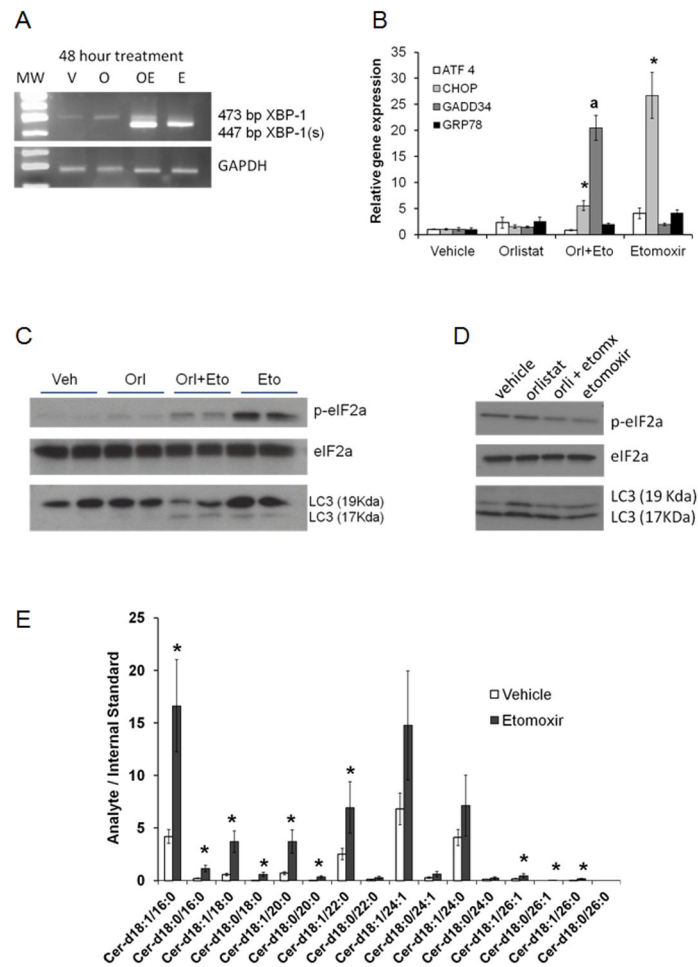 A
48 hour treatment
MW V O OE E
473 bp XBP-1
447 bp XBP-1(s)
GAPDH
B
Relative gene expression
35
30
25
20
15
10
5
0
ATF 4
CHOP
GADD34
GRP78
* a *
Vehicle Orlistat Orl+Eto Etomoxir
C
Veh Orl Orl+Eto Eto
p-eIF2a
eIF2a
LC3 (19Kda)
LC3 (17Kda)
D
vehicle
orlistat
orli + etomx
etomoxir
p-eIF2a
eIF2a
LC3 (19 Kda)
LC3 (17KDa)
E
Analyte / Internal Standard
25
20
15
10
5
0
* * * * * * * * * *
Vehicle
Etomoxir
Cer-d18:1/16:0
Cer-d18:0/16:0
Cer-d18:1/18:0
Cer-d18:0/18:0
Cer-d18:1/20:0
Cer-d18:0/20:0
Cer-d18:1/22:0
Cer-d18:0/22:0
Cer-d18:1/24:1
Cer-d18:0/24:1
Cer-d18:1/24:0
Cer-d18:0/24:0
Cer-d18:1/26:1
Cer-d18:0/26:1
Cer-d18:1/26:0
Cer-d18:0/26:0